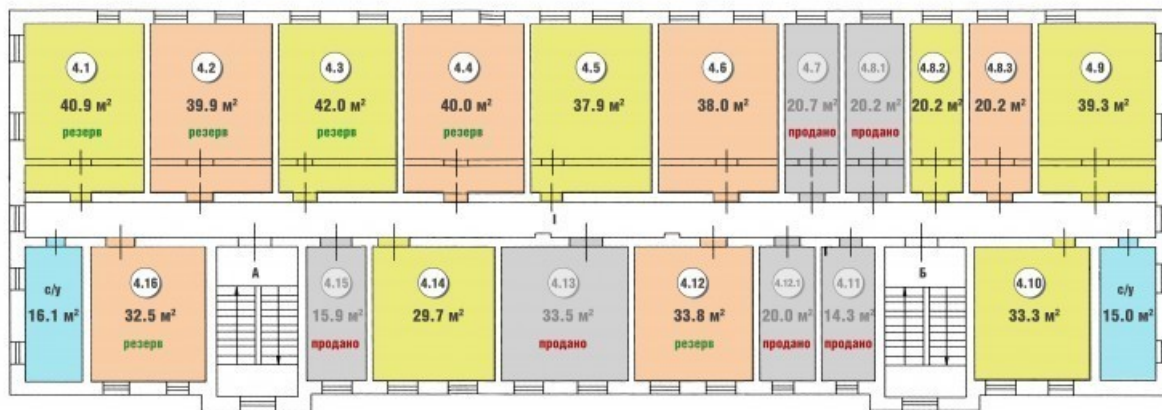 4.1
40.9 м²
резерв
4.2
39.9 м²
резерв
4.3
42.0 м²
резерв
4.4
40.0 м²
резерв
4.5
37.9 м²
4.6
38.0 м²
4.7
20.7 м²
продано
4.8.1
20.2 м²
продано
4.8.2
20.2 м²
4.8.3
20.2 м²
4.9
39.3 м²
I
с/у
16.1 м²
4.16
32.5 м²
резерв
А
4.15
15.9 м²
продано
4.14
29.7 м²
4.13
33.5 м²
продано
4.12
33.8 м²
резерв
4.12.1
20.0 м²
продано
4.11
14.3 м²
продано
Б
4.10
33.3 м²
с/у
15.0 м²